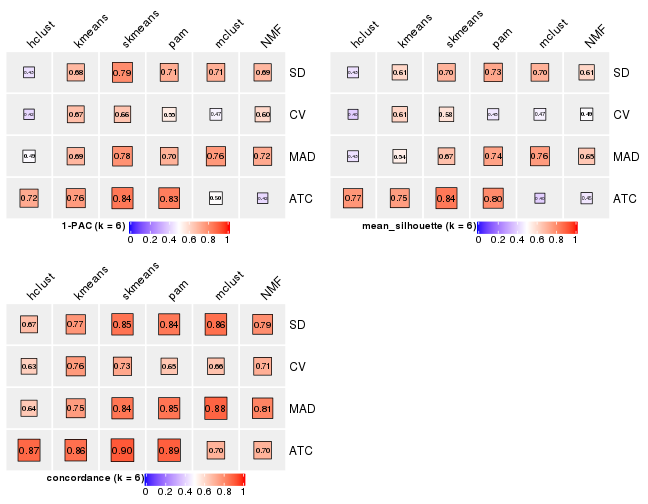 hclust kmeans skmeans pam mclust NMF
0.68 0.79 0.71 0.71 0.69 SD
0.67 0.66 0.55 0.47 0.60 CV
0.49 0.69 0.78 0.70 0.76 0.72 MAD
0.72 0.76 0.84 0.83 0.50 ATC
1-PAC (k = 6)
0 0.2 0.4 0.6 0.8 1
hclust kmeans skmeans pam mclust NMF
0.61 0.70 0.73 0.70 0.61 SD
0.61 0.58 0.47 0.49 CV
0.54 0.67 0.74 0.76 0.65 MAD
0.77 0.75 0.84 0.80 0.45 ATC
mean_silhouette (k = 6)
0 0.2 0.4 0.6 0.8 1
hclust kmeans skmeans pam mclust NMF
0.67 0.77 0.85 0.84 0.86 0.79 SD
0.63 0.76 0.73 0.65 0.66 0.71 CV
0.64 0.75 0.84 0.85 0.88 0.81 MAD
0.87 0.86 0.90 0.89 0.70 0.70 ATC
concordance (k = 6)
0 0.2 0.4 0.6 0.8 1